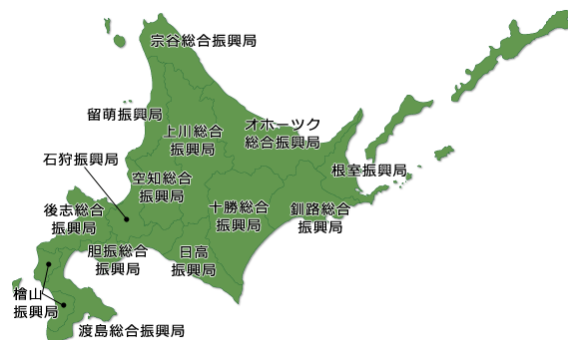 宗谷総合振興局
留萌振興局
上川総合
振興局
オホーツク
総合振興局
石狩振興局
空知総合
振興局
根室振興局
後志総合
振興局
十勝総合
振興局
釧路総合
振興局
胆振総合
振興局
日高
振興局
檜山
振興局
渡島総合振興局